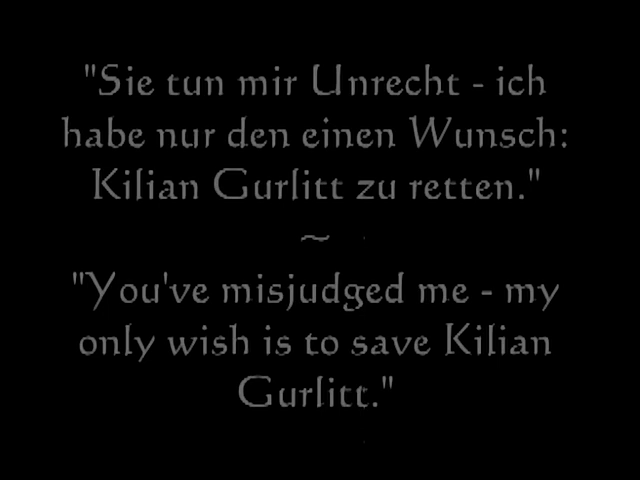 "Sie tun mir Unrecht - ich
habe nur den einen Wunsch:
Kilian Gurlitt zu retten."
~
"You've misjudged me - my
only wish is to save Kilian
Gurlitt."